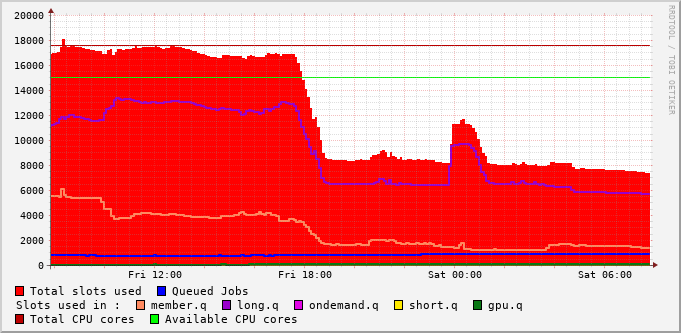 20000
18000
16000
14000
12000
10000
8000
6000
4000
2000
0
Fri 12:00 Fri 18:00 Sat 00:00 Sat 06:00
RRDTOOL / TOBI OETIKER
Total slots used Queued Jobs
Slots used in : member.q long.q ondemand.q short.q gpu.q
Total CPU cores Available CPU cores